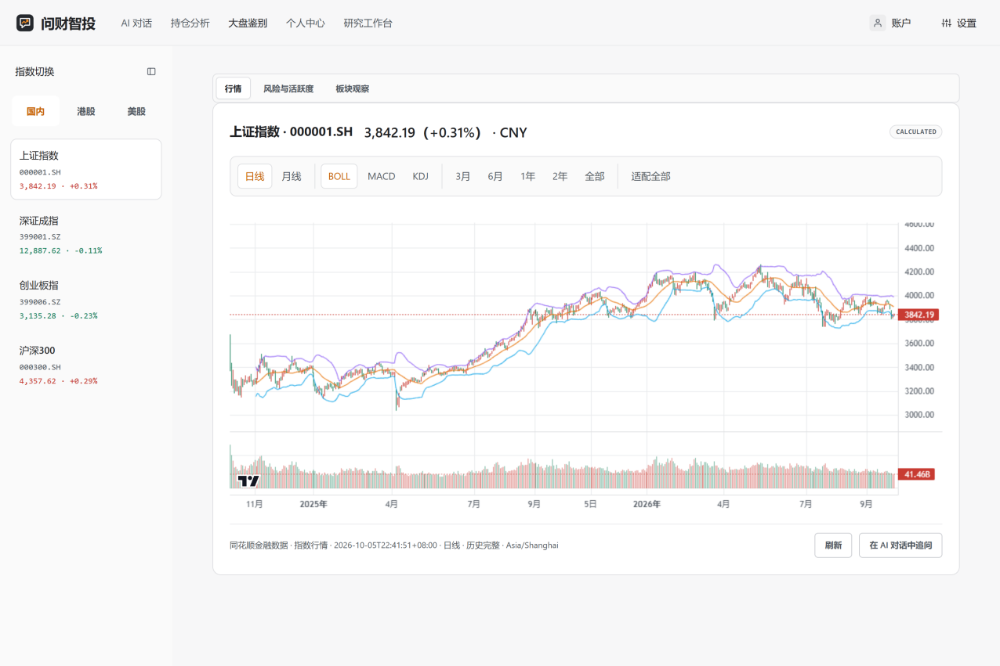 问财智投
AI 对话 持仓分析 大盘鉴别 个人中心 研究工作台
账户 设置
指数切换
国内 港股 美股
上证指数
000001.SH
3,842.19 · +0.31%
深证成指
399001.SZ
12,887.62 · -0.11%
创业板指
399006.SZ
3,135.28 · -0.23%
沪深300
000300.SH
4,357.62 · +0.29%
行情 风险与活跃度 板块观察
上证指数 · 000001.SH 3,842.19 (+0.31%) · CNY
CALCULATED
日线 月线 BOLL MACD KDJ 3月 6月 1年 2年 全部 适配全部
4600.00
4400.00
4200.00
4000.00
3842.19
3800.00
3600.00
3400.00
3200.00
3000.00
41.46B
11月 2025年 4月 7月 9月 5日 2026年 4月 7月 9月
同花顺金融数据 · 指数行情 · 2026-10-05T22:41:51+08:00 · 日线 · 历史完整 · Asia/Shanghai
刷新 在 AI 对话中追问